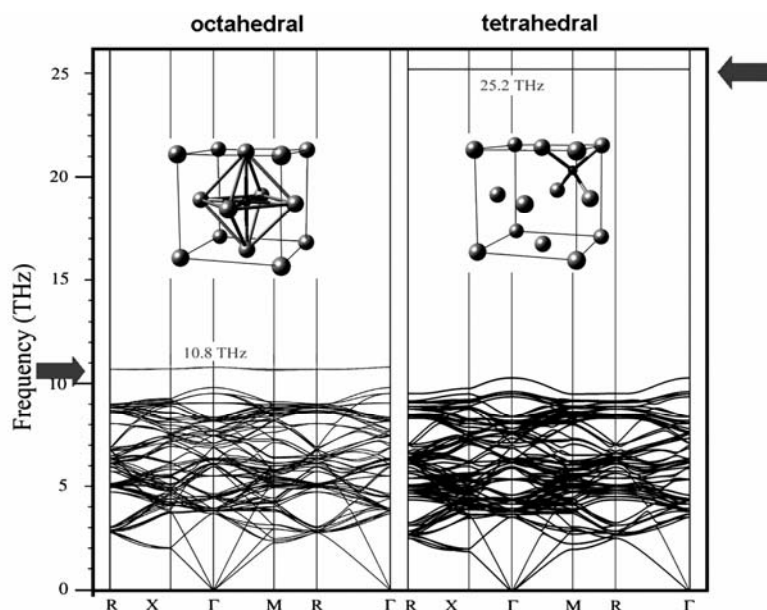 octahedral
tetrahedral
Frequency (THz)
25
20
15
10
5
0
25.2 THz
10.8 THz
R X Γ M R Γ
R X Γ M R Γ